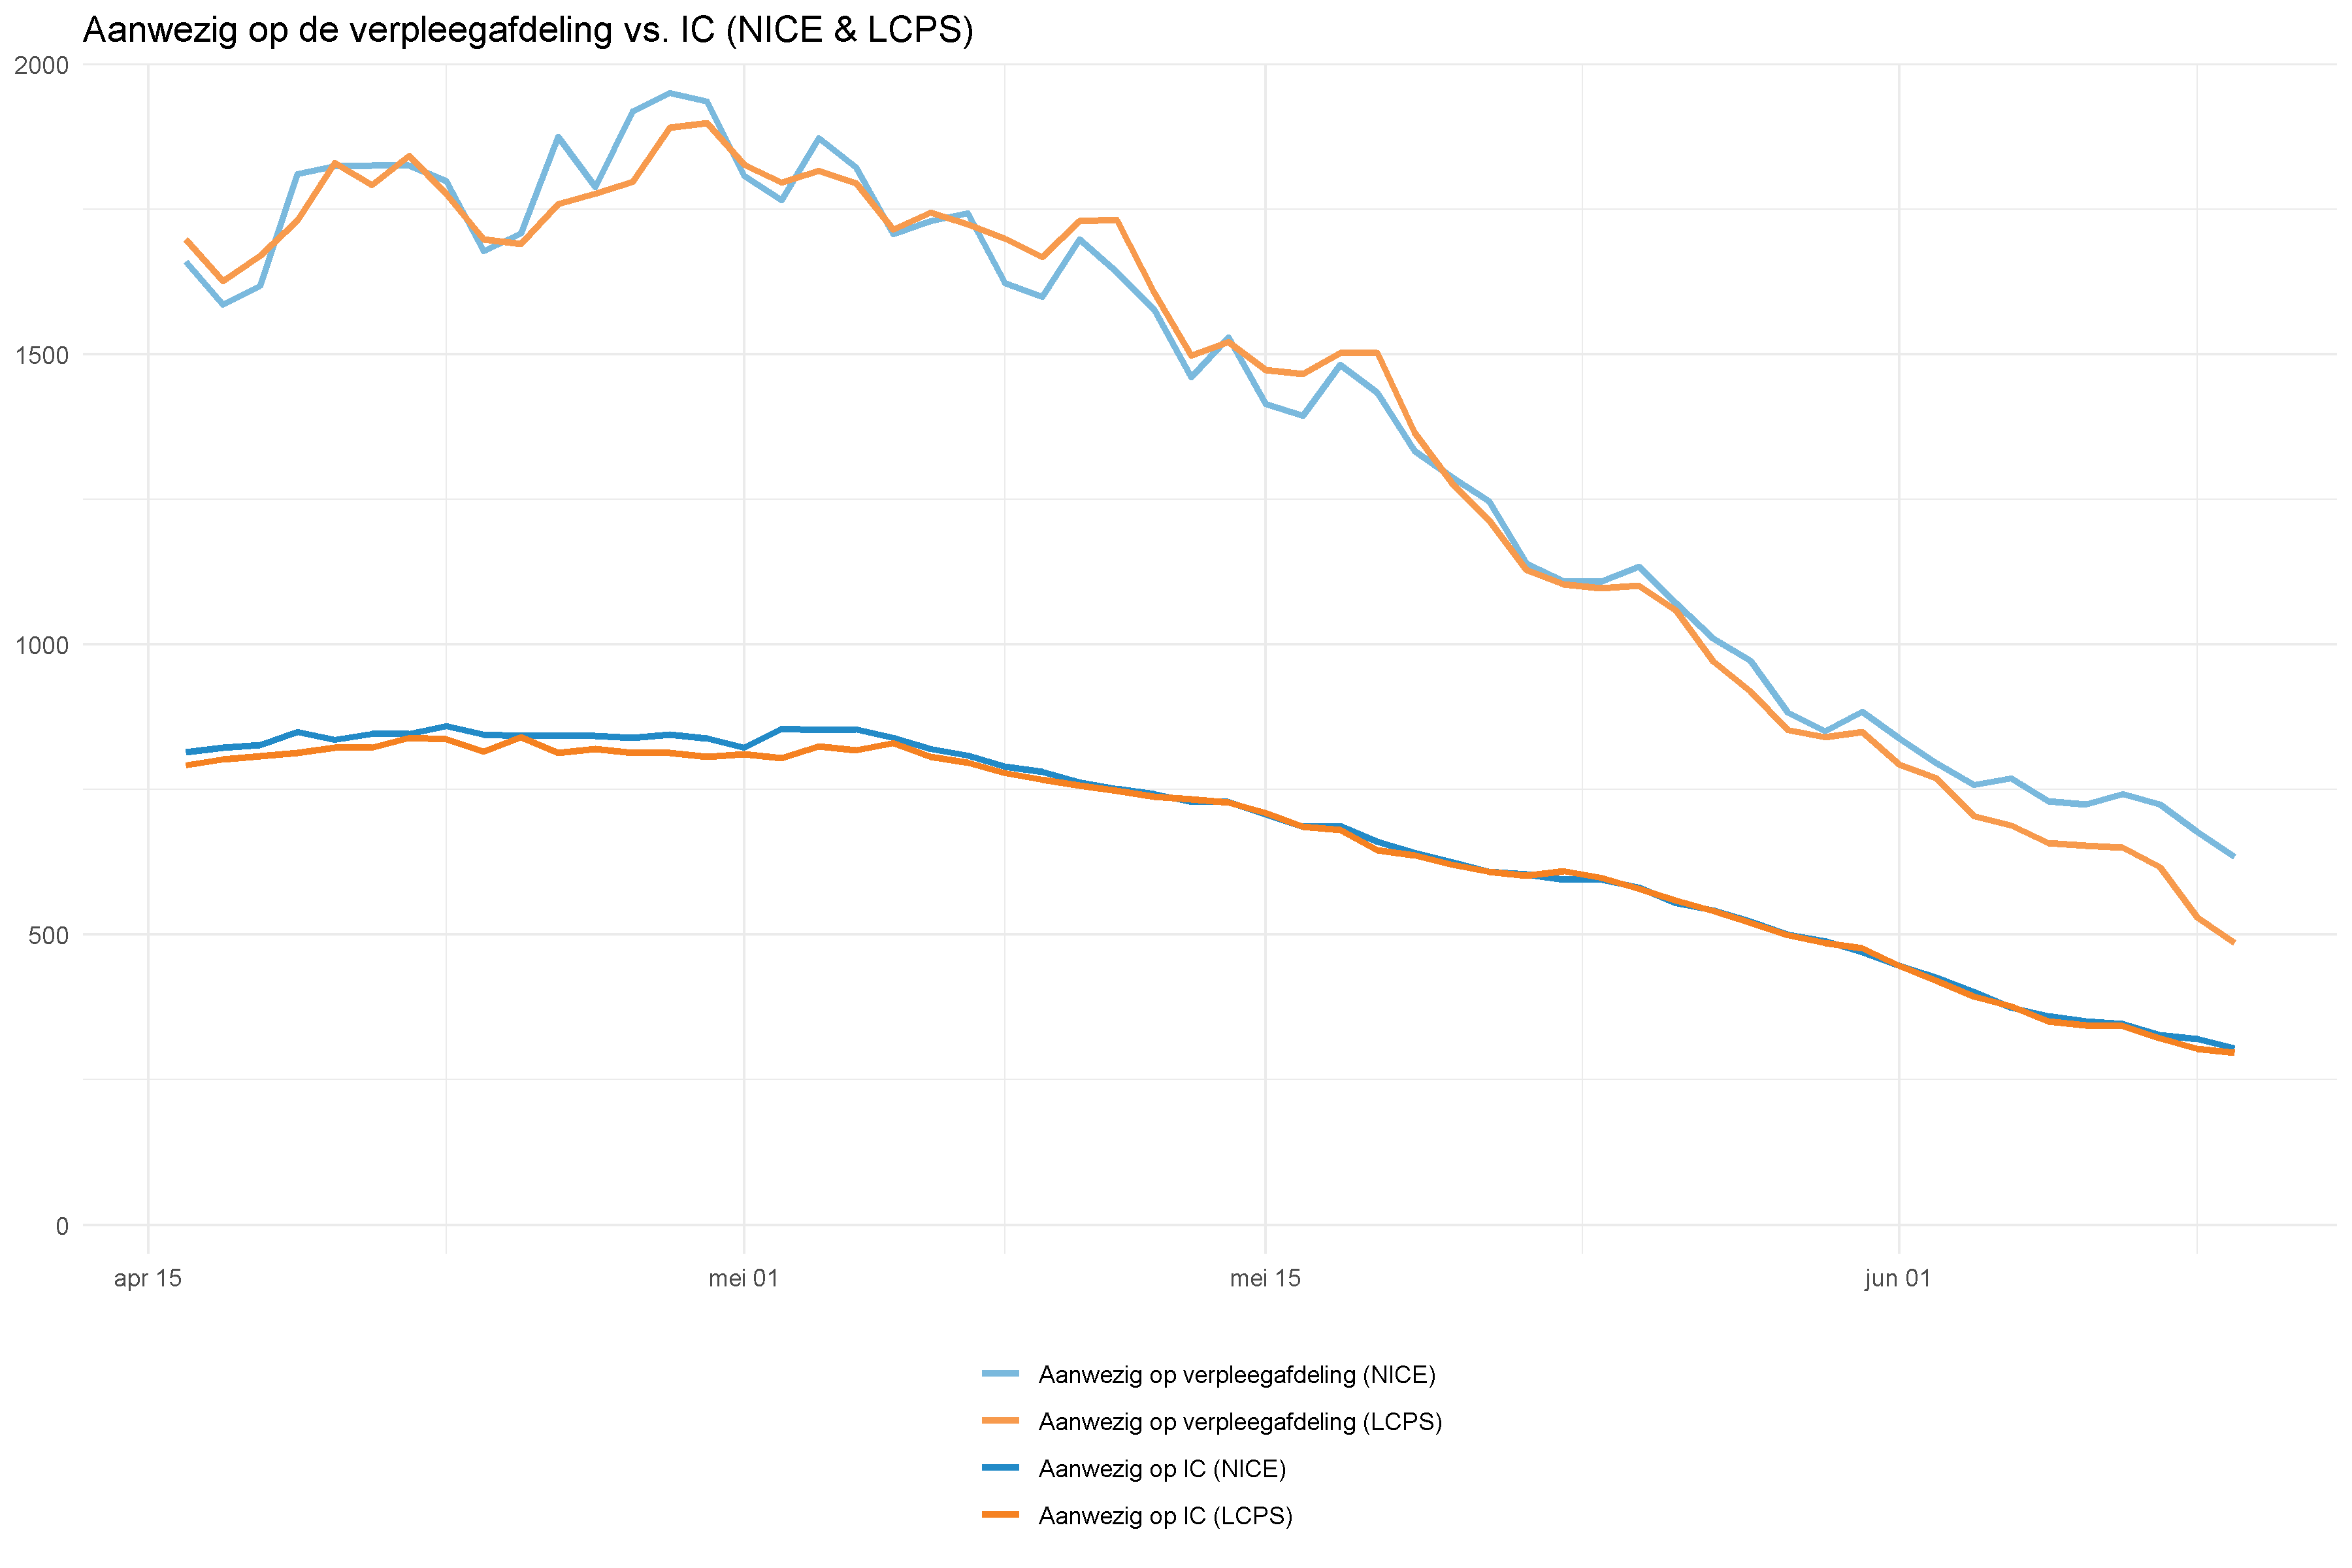 Aanwezig op de verpleegafdeling vs. IC (NICE & LCPS)
2000
1500
1000
500
0
apr 15
mei 01
mei 15
jun 01
Aanwezig op verpleegafdeling (NICE)
Aanwezig op verpleegafdeling (LCPS)
Aanwezig op IC (NICE)
Aanwezig op IC (LCPS)